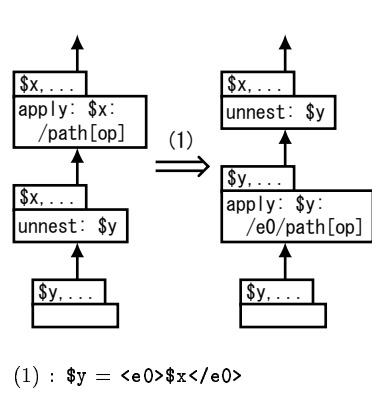 $x,...
apply: $x:
/path[op]
$x,...
unnest: $y
$y,...
(1)
$x,...
unnest: $y
$y,...
apply: $y:
/e0/path[op]
$y,...
(1) : $y = <e0>$x</e0>